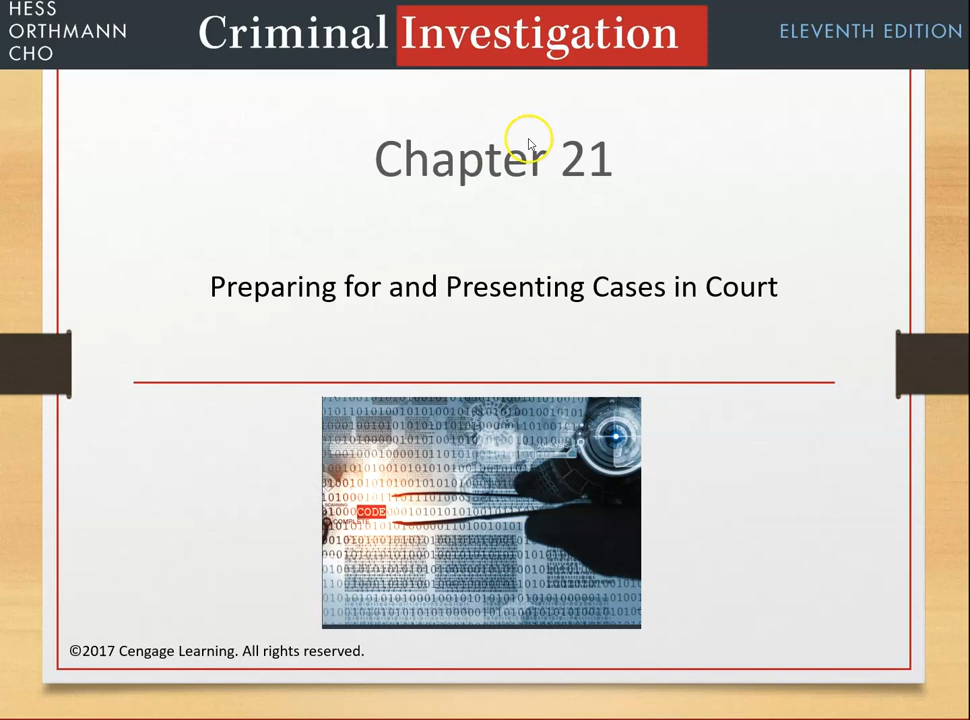 HESS
ORTHMANN
CHO
Criminal Investigation
ELEVENTH EDITION
Chapter 21
Preparing for and Presenting Cases in Court
CODE
COMPLETE
©2017 Cengage Learning. All rights reserved.